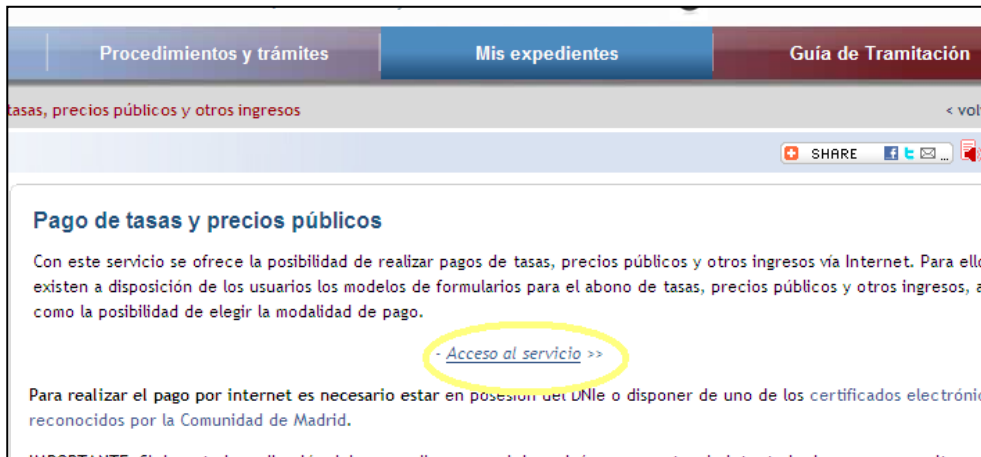 Procedimientos y trámites Mis expedientes Guía de Tramitación
tasas, precios públicos y otros ingresos <
SHARE ...
Pago de tasas y precios públicos
Con este servicio se ofrece la posibilidad de realizar pagos de tasas, precios públicos y otros ingresos vía Internet. Para
existen a disposición de los usuarios los modelos de formularios para el abono de tasas, precios públicos y otros ingresos,
como la posibilidad de elegir la modalidad de pago.
- Acceso al servicio >>
Para realizar el pago por internet es necesario estar en posesión del DNIe o disponer de uno de los certificados
reconocidos por la Comunidad de Madrid.